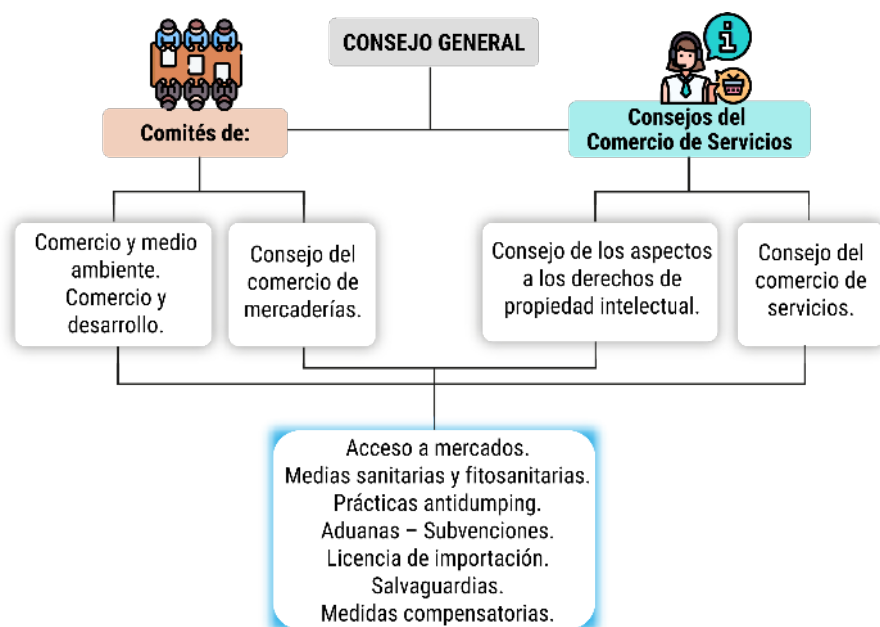 CONSEJO GENERAL
Comités de:
Consejos del
Comercio de Servicios
Comercio y medio
ambiente.
Comercio y
desarrollo.
Consejo del
comercio de
mercaderías.
Consejo de los aspectos
a los derechos de
propiedad intelectual.
Consejo del
comercio de
servicios.
Acceso a mercados.
Medias sanitarias y fitosanitarias.
Prácticas antidumping.
Aduanas – Subvenciones.
Licencia de importación.
Salvaguardias.
Medidas compensatorias.